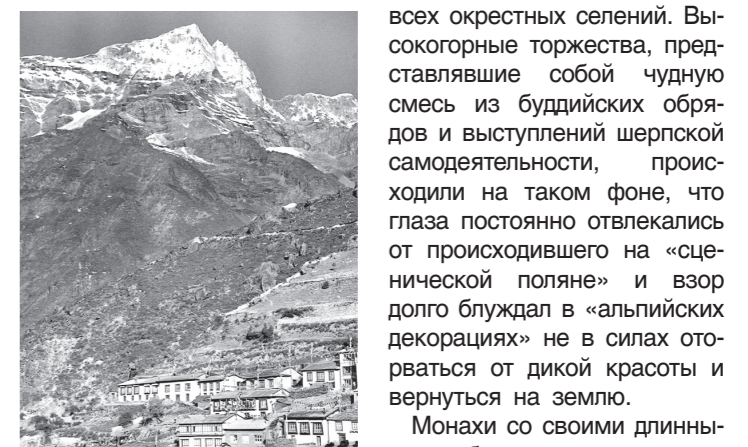 всех окрестных селений. Вы-
сокогорные торжества, пред-
ставлявшие собой чудную
смесь из буддийских обря-
дов и выступлений шерпской
самодеятельности, проис-
ходили на таком фоне, что
глаза постоянно отвлекались
от происходившего на «сце-
нической поляне» и взор
долго блуждал в «альпийских
декорациях» не в силах ото-
рваться от дикой красоты и
вернуться на землю.
Монахи со своими длинны-